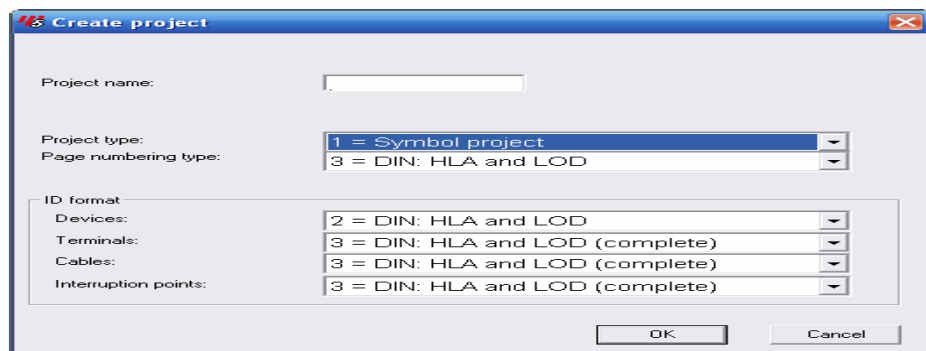 Create project
Project name:
Project type: 1 = Symbol project
Page numbering type: 3 = DIN: HLA and LOD
ID format
Devices: 2 = DIN: HLA and LOD
Terminals: 3 = DIN: HLA and LOD (complete)
Cables: 3 = DIN: HLA and LOD (complete)
Interruption points: 3 = DIN: HLA and LOD (complete)
OK Cancel